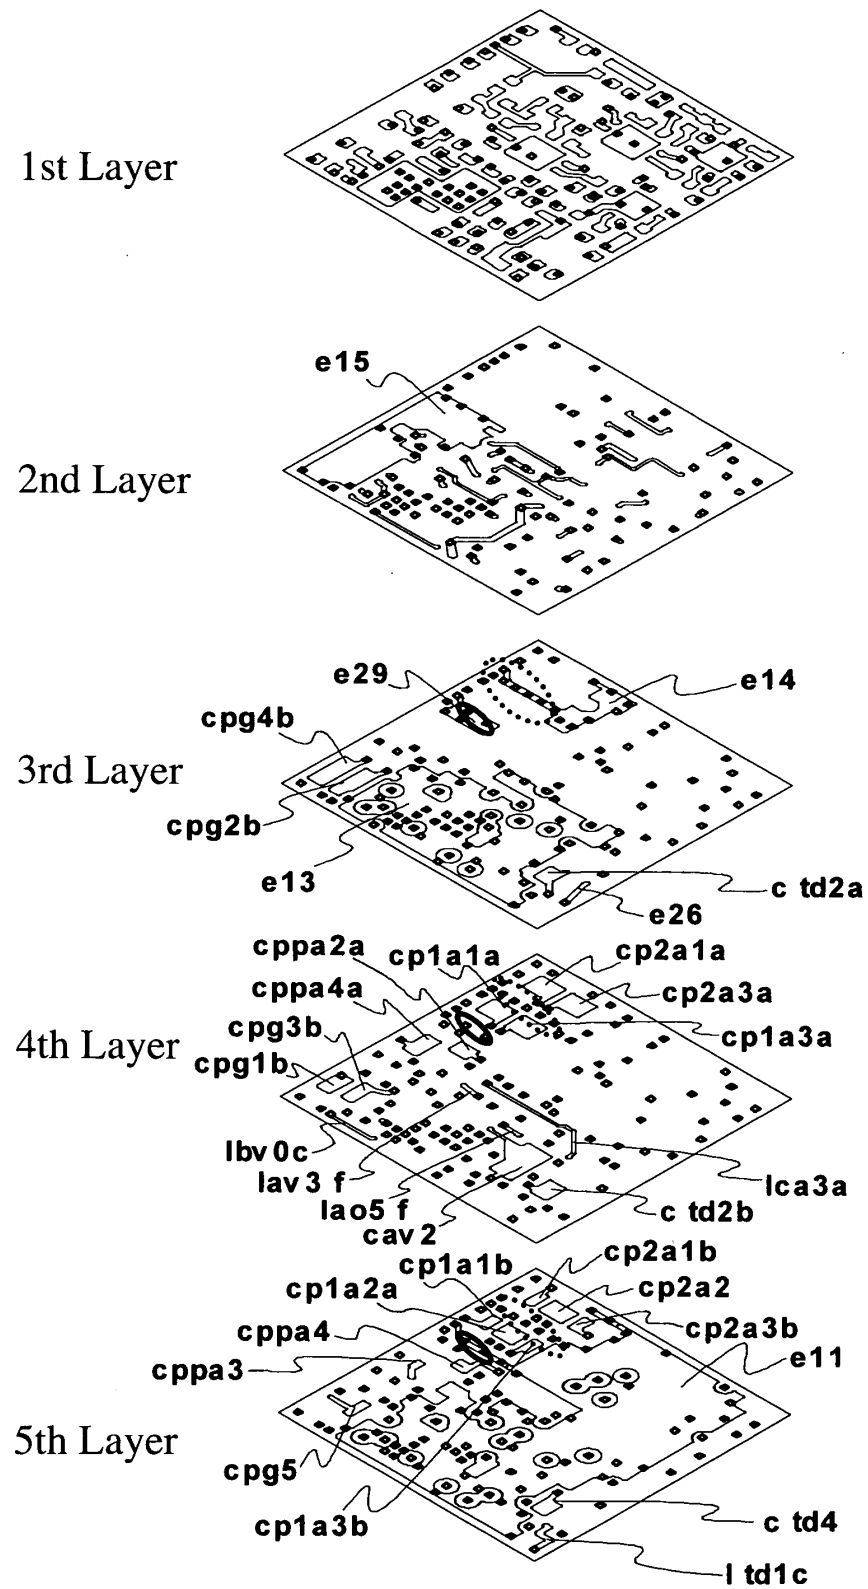 1st Layer
e15
2nd Layer
e29
e14
cpg4b
3rd Layer
cpg2b
e13
c td2a
e26
cppa2a
cp1a1a
cp2a1a
cppa4a
cp2a3a
cpg3b
cp1a3a
4th Layer
cpg1b
lbv0c
lav3 f
lca3a
lao5 f
c td2b
cav2
cp2a1b
cp1a1b
cp1a2a
cp2a2
cppa4
cp2a3b
cppa3
e11
5th Layer
cpg5
cp1a3b
c td4
l td1c